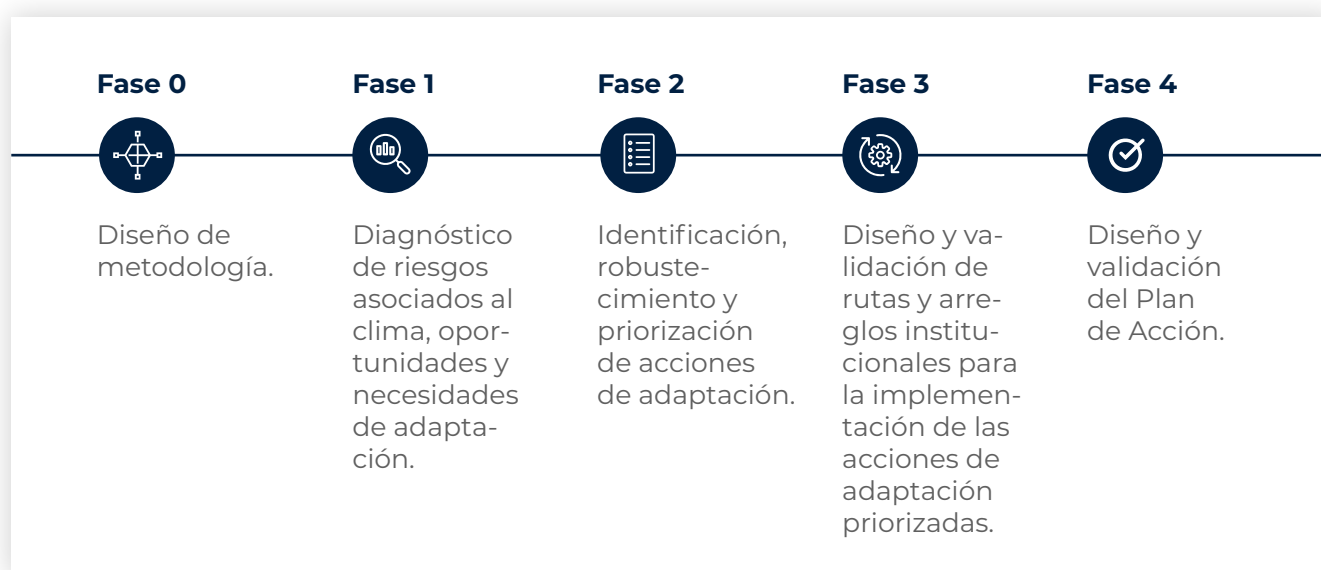 Fase 0
Diseño de
metodología.
Fase 1
Diagnóstico
de riesgos
asociados al
clima, opor-
tunidades y
necesidades
de adapta-
ción.
Fase 2
Identificación,
robuste-
cimiento y
priorización
de acciones
de adaptación.
Fase 3
Diseño y va-
lidación de
rutas y arre-
glos institu-
cionales para
la implemen-
tación de las
acciones de
adaptación
priorizadas.
Fase 4
Diseño y
validación
del Plan
de Acción.